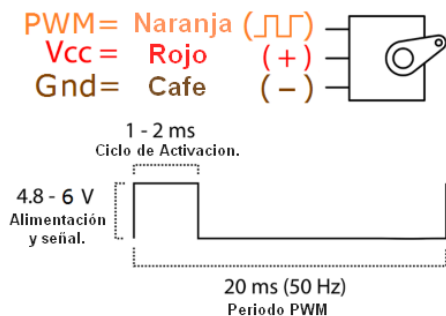 PWM= Naranja (⎍⎍)
Vcc= Rojo (+)
Gnd= Cafe (−)
1 - 2 ms
Ciclo de Activacion.
4.8 - 6 V
Alimentación
y señal.
20 ms (50 Hz)
Periodo PWM